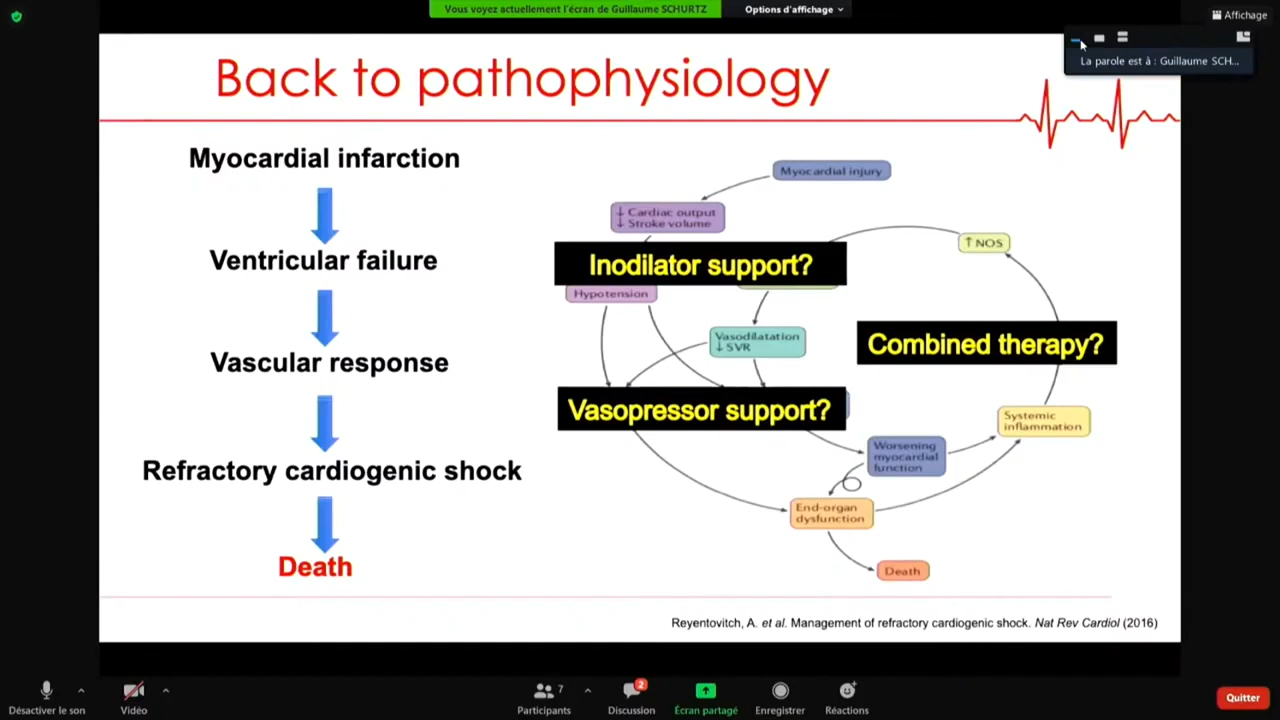 Vous voyez actuellement l'écran de Guillaume SCHURTZ
Options d'affichage
Affichage
La parole est à : Guillaume SCH...
Back to pathophysiology
Myocardial infarction
Ventricular failure
Vascular response
Refractory cardiogenic shock
Death
Myocardial injury
↓ Cardiac output
↓ Stroke volume
↑ NOS
Inodilator support?
Hypotension
Vasodilatation
↓ SVR
Combined therapy?
Vasopressor support?
Systemic
inflammation
Worsening
myocardial
function
End-organ
dysfunction
Death
Reyentovitch, A. et al. Management of refractory cardiogenic shock. Nat Rev Cardiol (2016)
Désactiver le son
Vidéo
7
Participants
2
Discussion
Écran partagé
Enregistrer
Réactions
Quitter